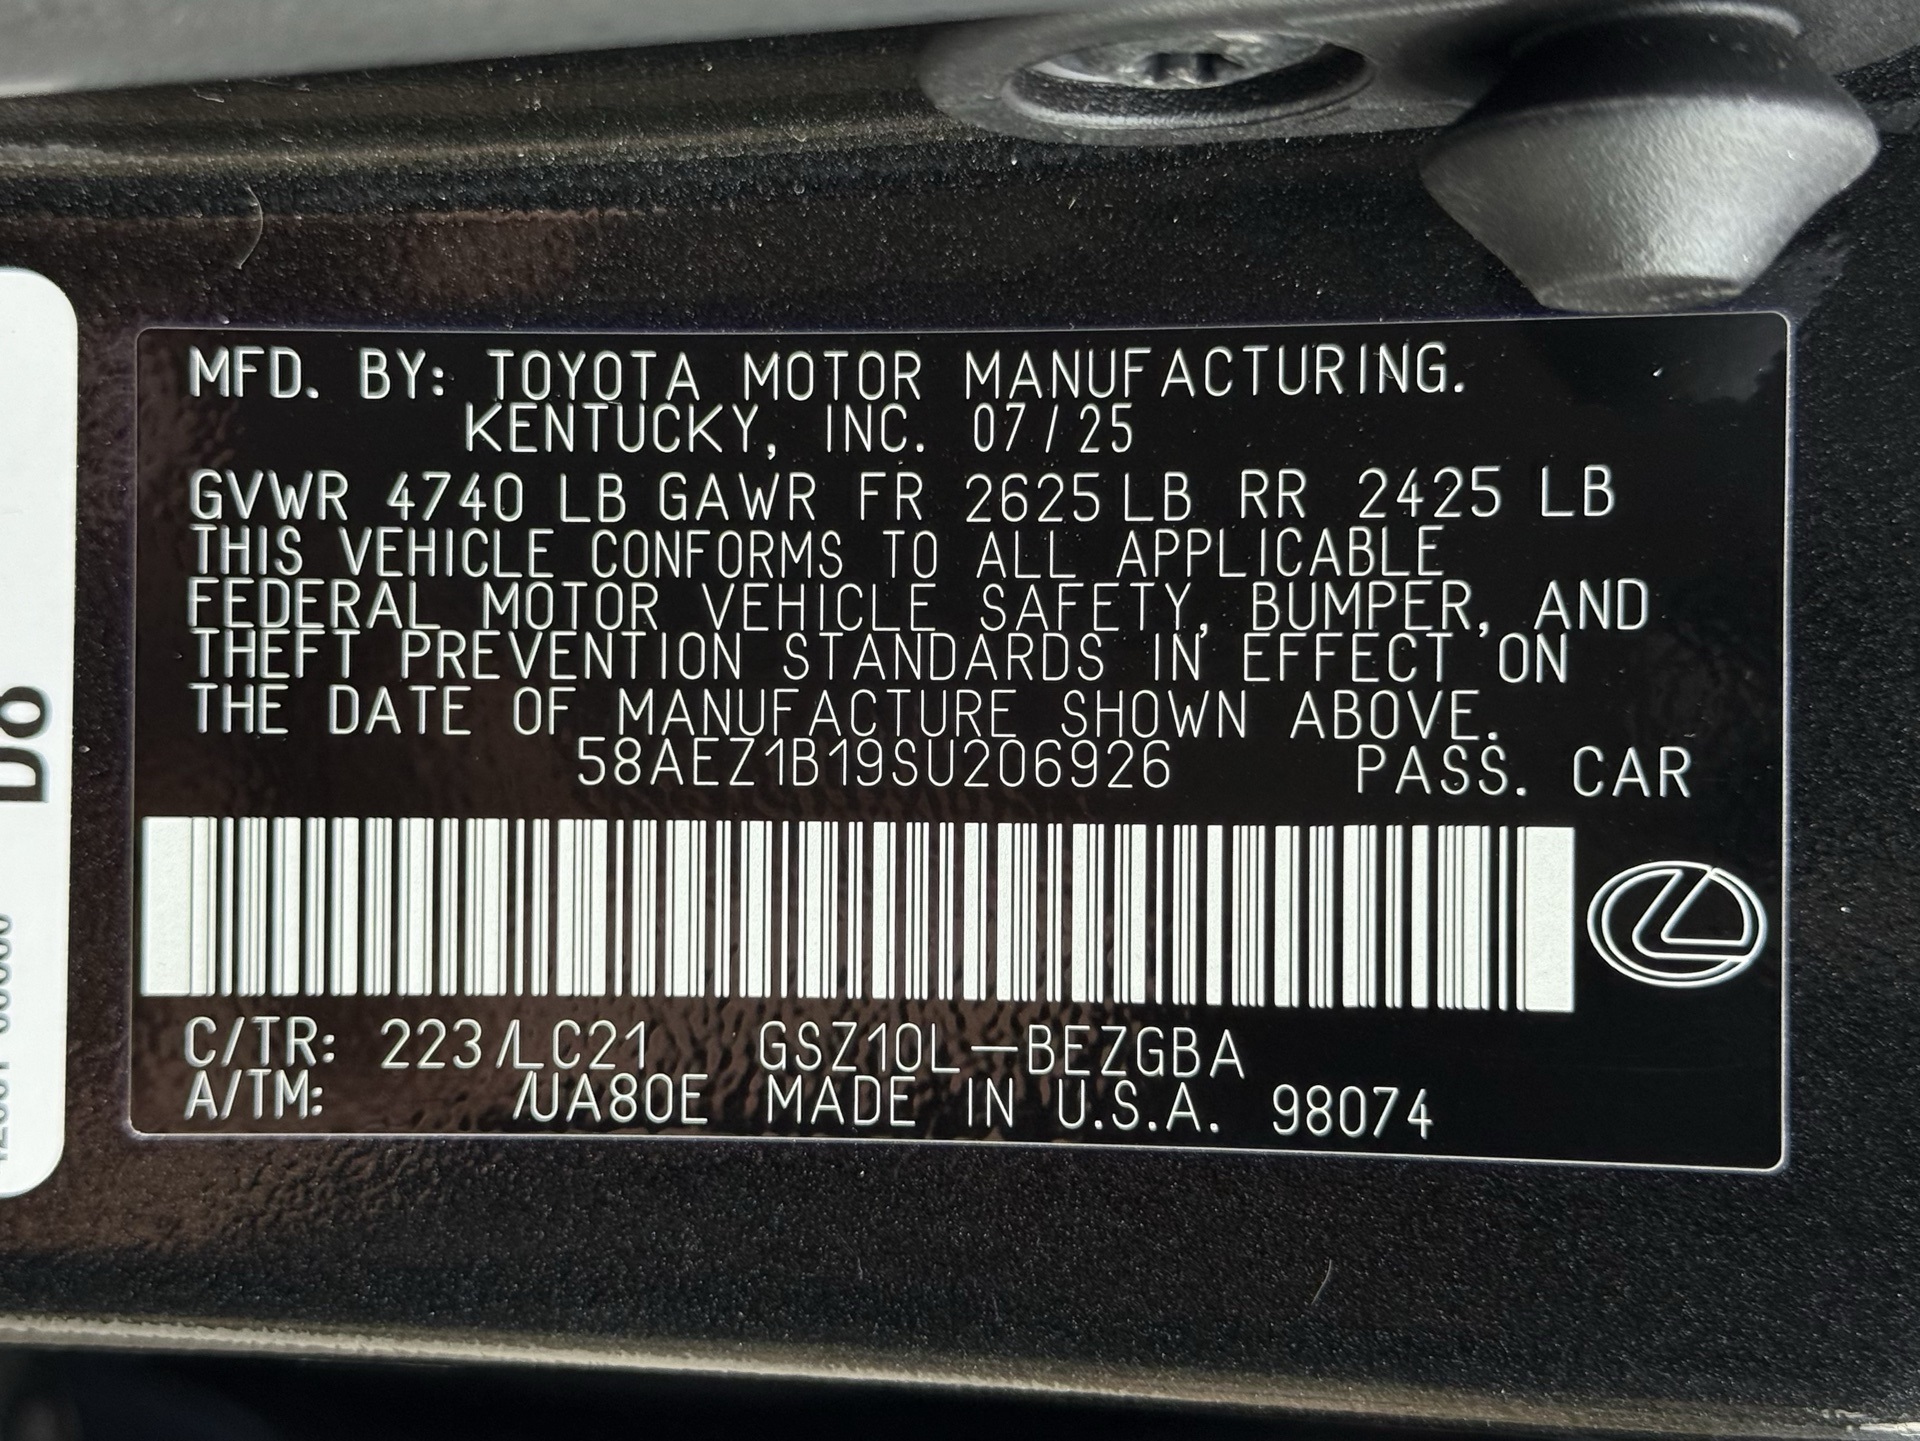 MFD. BY: TOYOTA MOTOR MANUFACTURING.
KENTUCKY, INC. 07/25
GVWR 4740 LB GAWR FR 2625 LB RR 2425 LB
THIS VEHICLE CONFORMS TO ALL APPLICABLE
FEDERAL MOTOR VEHICLE SAFETY, BUMPER, AND
THEFT PREVENTION STANDARDS IN EFFECT ON
THE DATE OF MANUFACTURE SHOWN ABOVE.
58AEZ1B19SU206926 PASS. CAR
C/TR: 223/LC21 GSZ10L-BEZGBA
A/TM: /UA80E MADE IN U.S.A. 98074